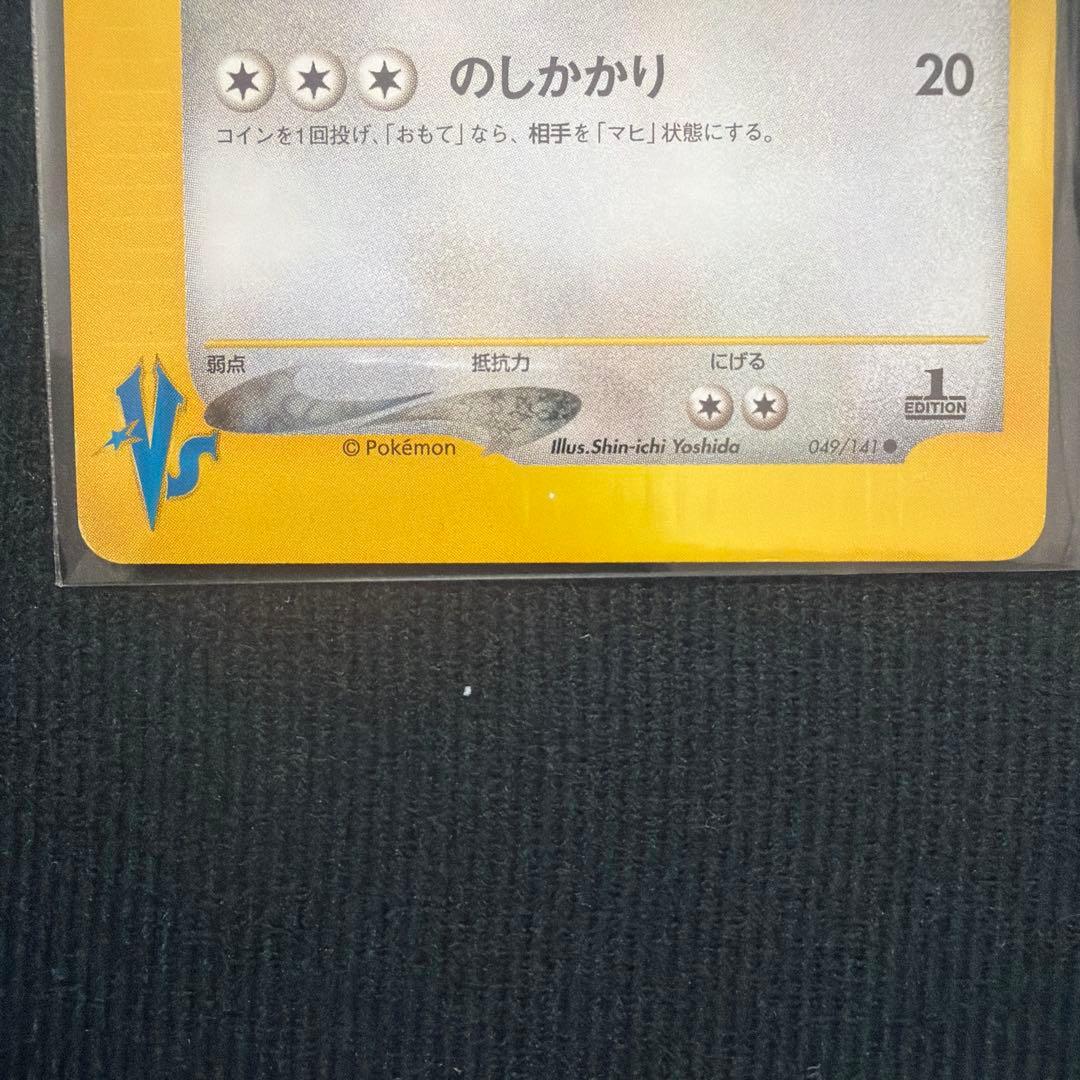 のしかかり 20
コインを1回投げ、「おもて」なら、相手を「マヒ」状態にする。
弱点 抵抗力 にげる
1
EDITION
VS
© Pokémon Illus.Shin-ichi Yoshida 049/141●